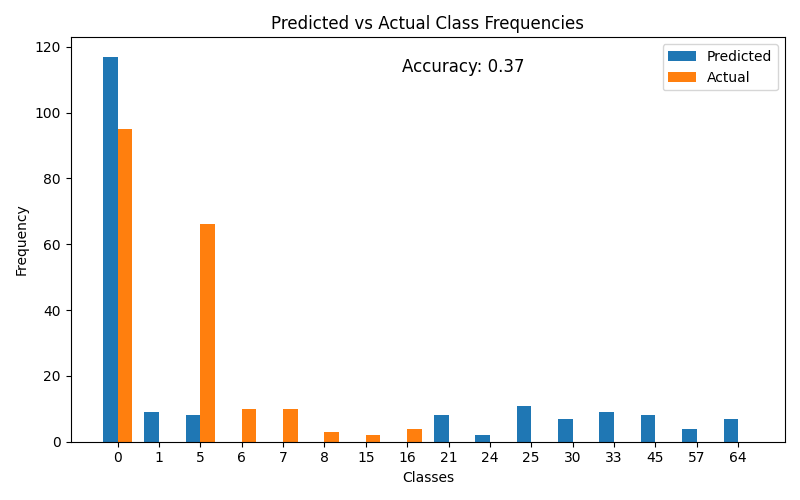 Predicted vs Actual Class Frequencies
Accuracy: 0.37
Predicted
Actual
Frequency
120
100
80
60
40
20
0
0 1 5 6 7 8 15 16 21 24 25 30 33 45 57 64
Classes